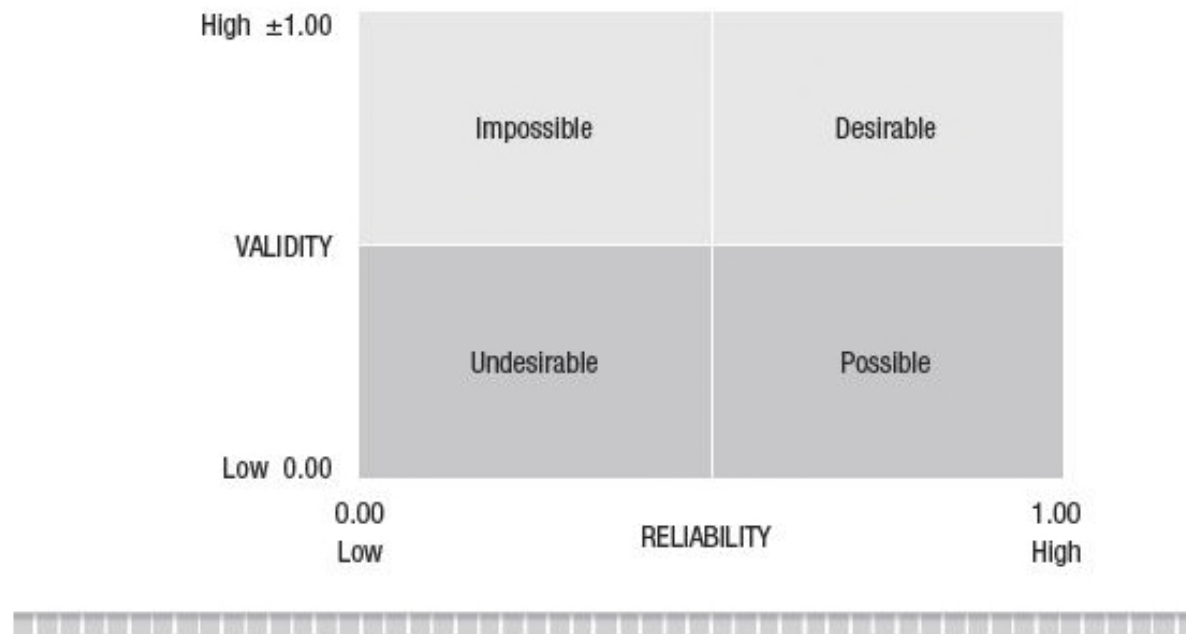 High ±1.00
Impossible Desirable
VALIDITY
Undesirable Possible
Low 0.00
0.00 1.00
Low RELIABILITY High